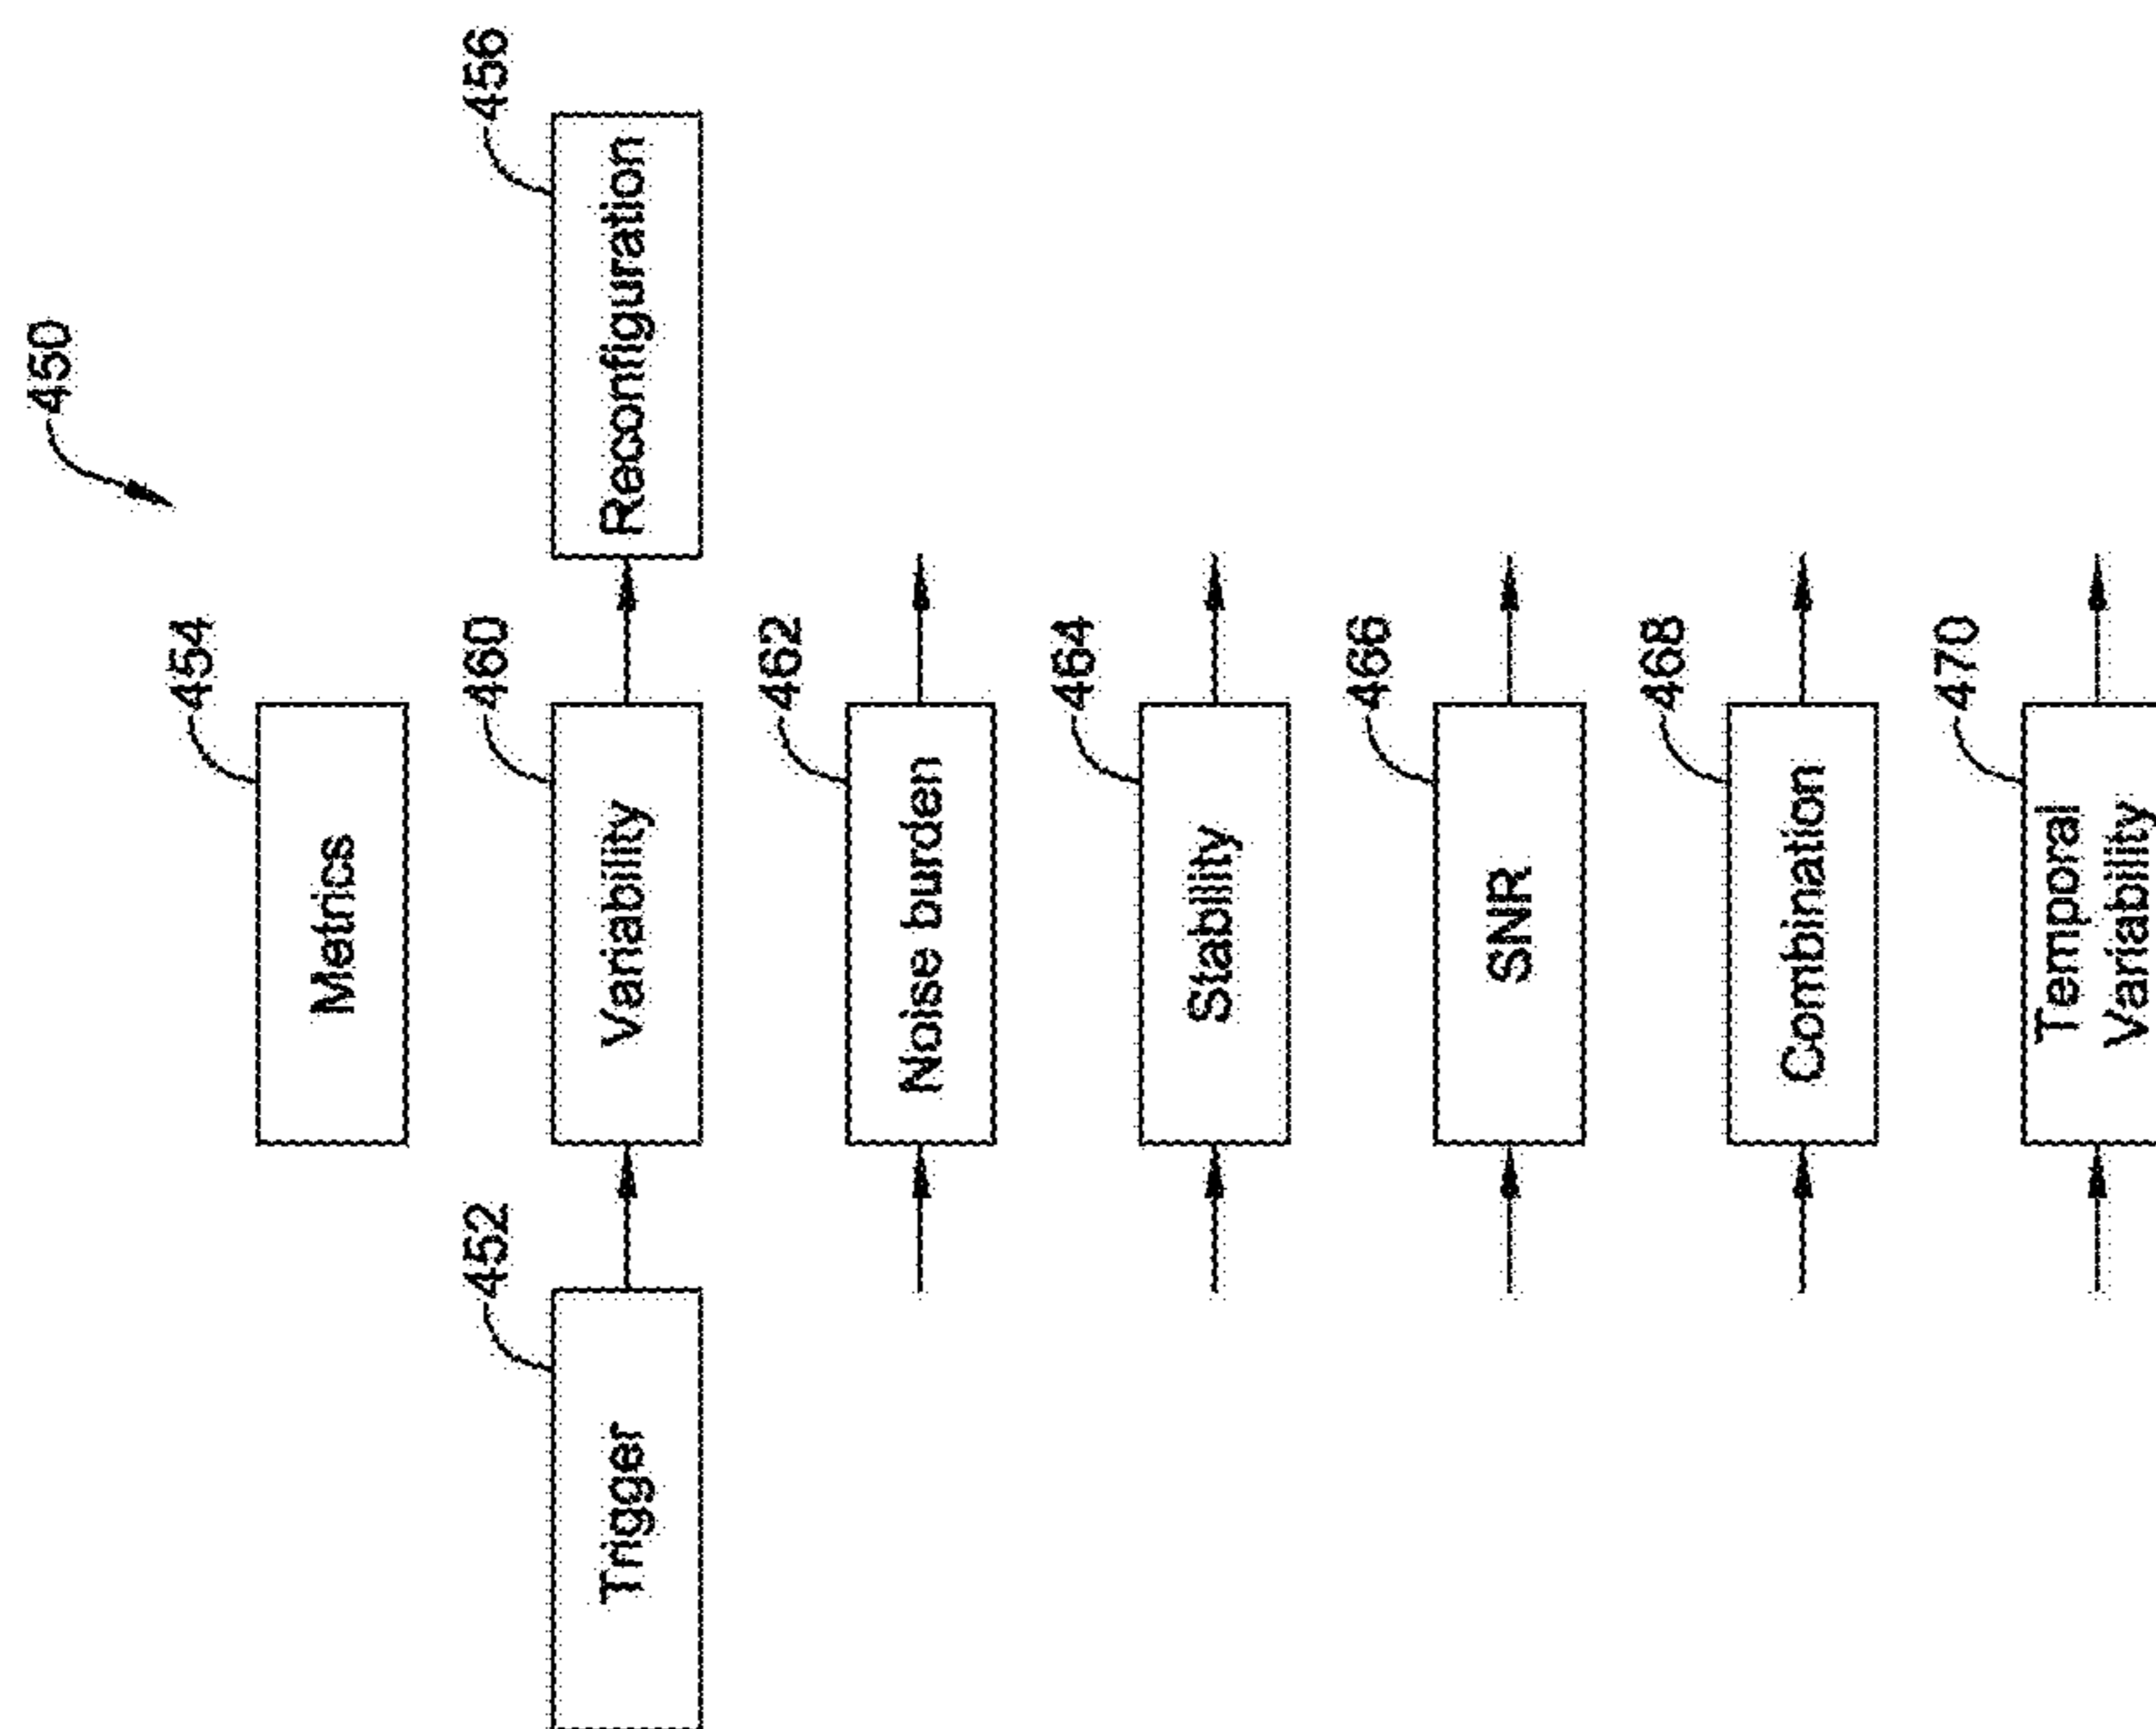 450
454
Metrics
452
460
456
Trigger
Variability
Reconfiguration
462
Noise burden
464
Stability
466
SNR
468
Combination
470
Temporal
Variability